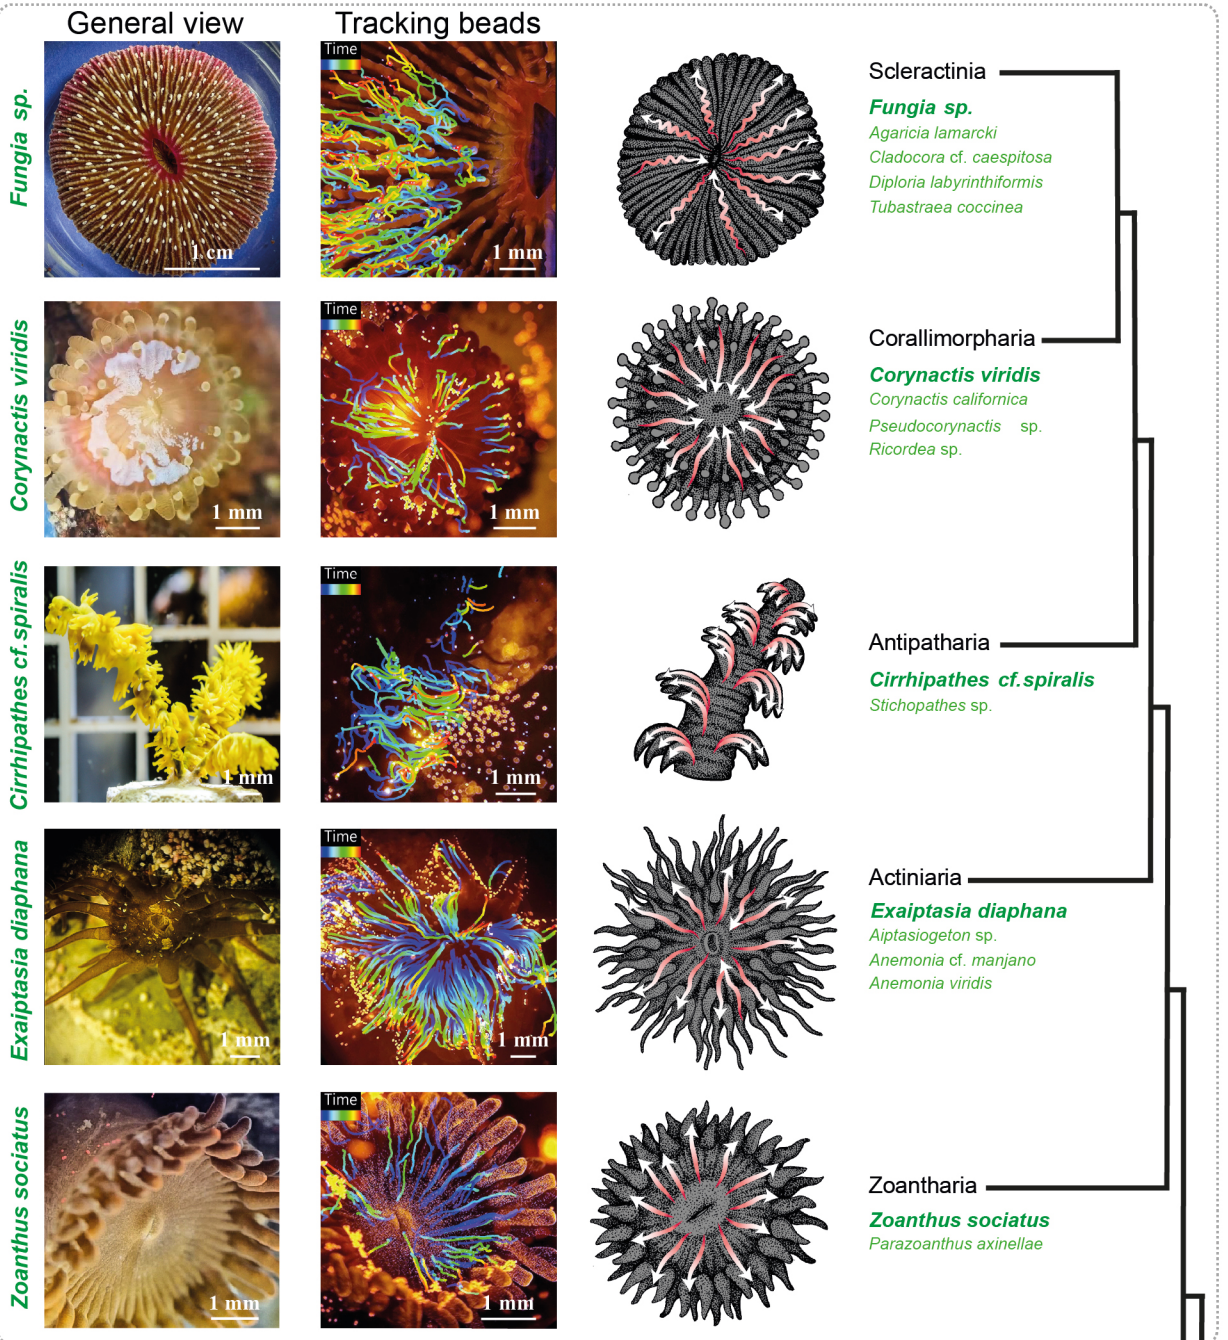 General view
Tracking beads
Fungia sp.
1 cm
Time
1 mm
Scleractinia
Fungia sp.
Agaricia lamarcki
Cladocora cf. caespitosa
Diploria labyrinthiformis
Tubastraea coccinea
Corynactis viridis
1 mm
Time
1 mm
Corallimorpharia
Corynactis viridis
Corynactis californica
Pseudocorynactis sp.
Ricordea sp.
Cirrhipathes cf.spiralis
1 mm
Time
1 mm
Antipatharia
Cirrhipathes cf.spiralis
Stichopathes sp.
Exaiptasia diaphana
1 mm
Time
1 mm
Actiniaria
Exaiptasia diaphana
Aiptasiogeton sp.
Anemonia cf. manjano
Anemonia viridis
Zoanthus sociatus
1 mm
Time
1 mm
Zoantharia
Zoanthus sociatus
Parazoanthus axinellae